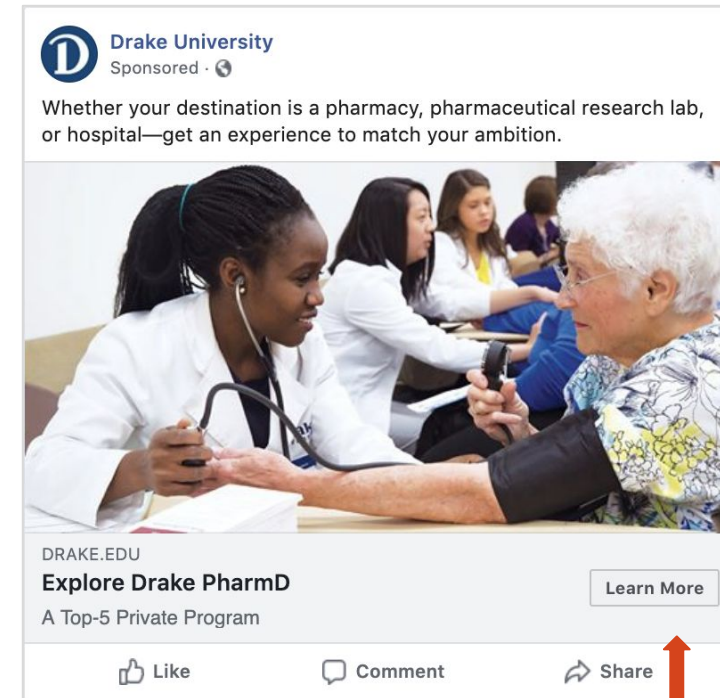 D
Drake University
Sponsored ·
Whether your destination is a pharmacy, pharmaceutical research lab,
or hospital—get an experience to match your ambition.
DRAKE.EDU
Explore Drake PharmD
Learn More
A Top-5 Private Program
Like
Comment
Share